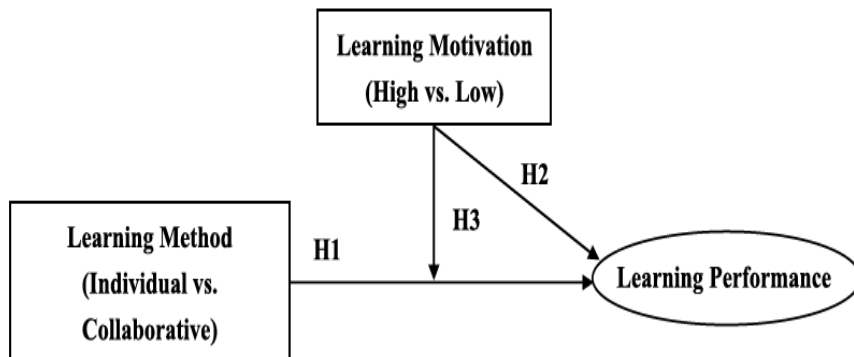 Learning Motivation
(High vs. Low)
H2
H3
Learning Method
(Individual vs.
Collaborative)
H1
Learning Performance